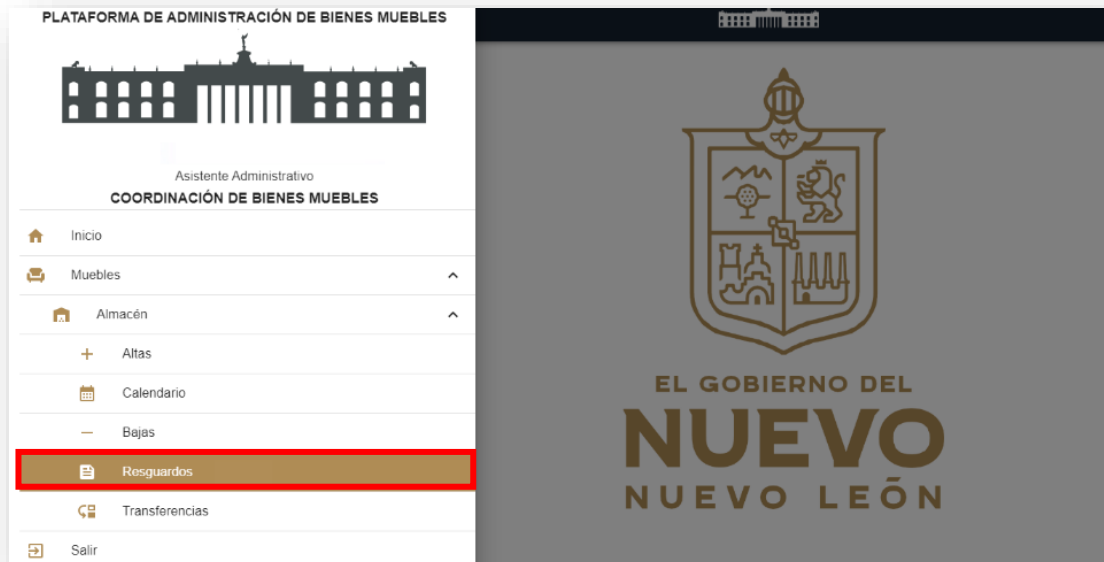 PLATAFORMA DE ADMINISTRACIÓN DE BIENES MUEBLES
Asistente Administrativo
COORDINACIÓN DE BIENES MUEBLES
Inicio
Muebles
Almacén
Altas
Calendario
Bajas
Resguardos
Transferencias
Salir
EL GOBIERNO DEL
NUEVO
NUEVO LEÓN